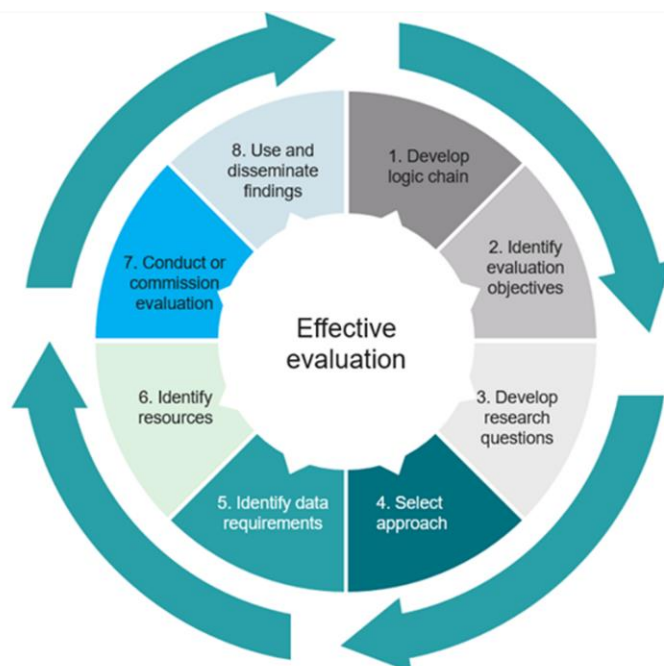 1. Develop
logic chain
2. Identify
evaluation
objectives
3. Develop
research
questions
4. Select
approach
5. Identify data
requirements
6. Identify
resources
7. Conduct or
commission
evaluation
8. Use and
disseminate
findings
Effective
evaluation